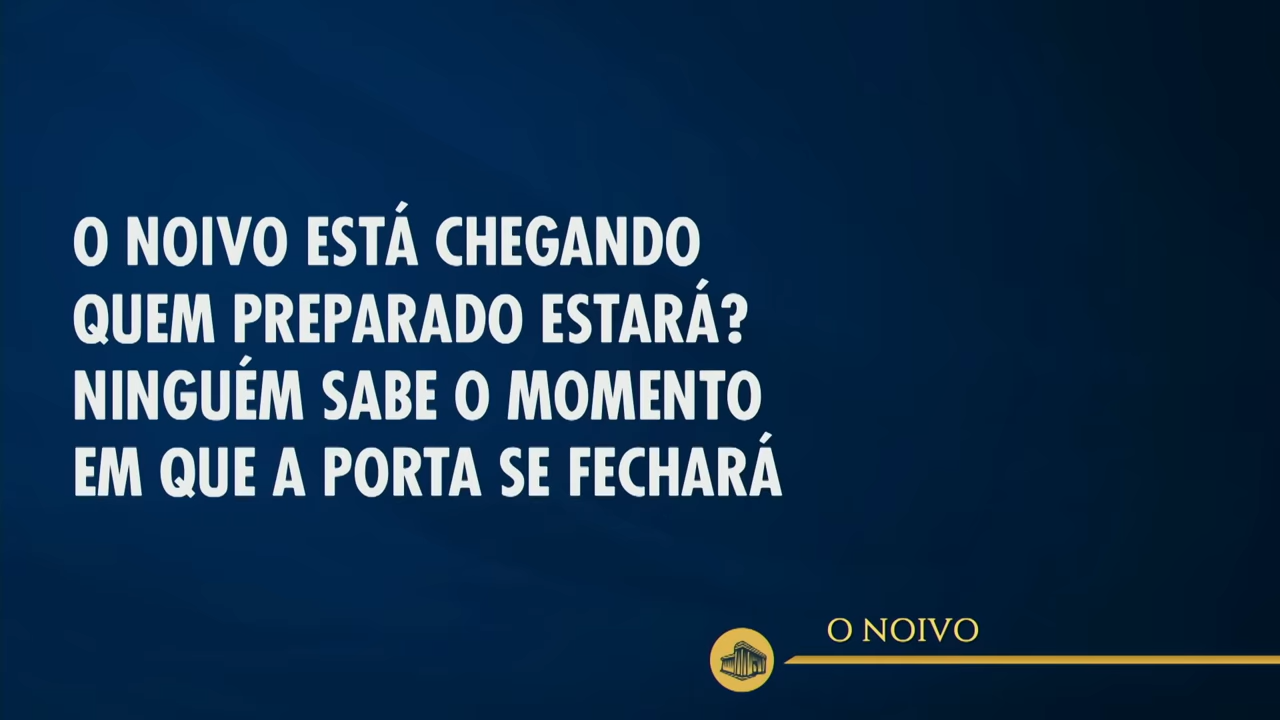 O NOIVO ESTÁ CHEGANDO
QUEM PREPARADO ESTARÁ?
NINGUÉM SABE O MOMENTO
EM QUE A PORTA SE FECHARÁ
O NOIVO